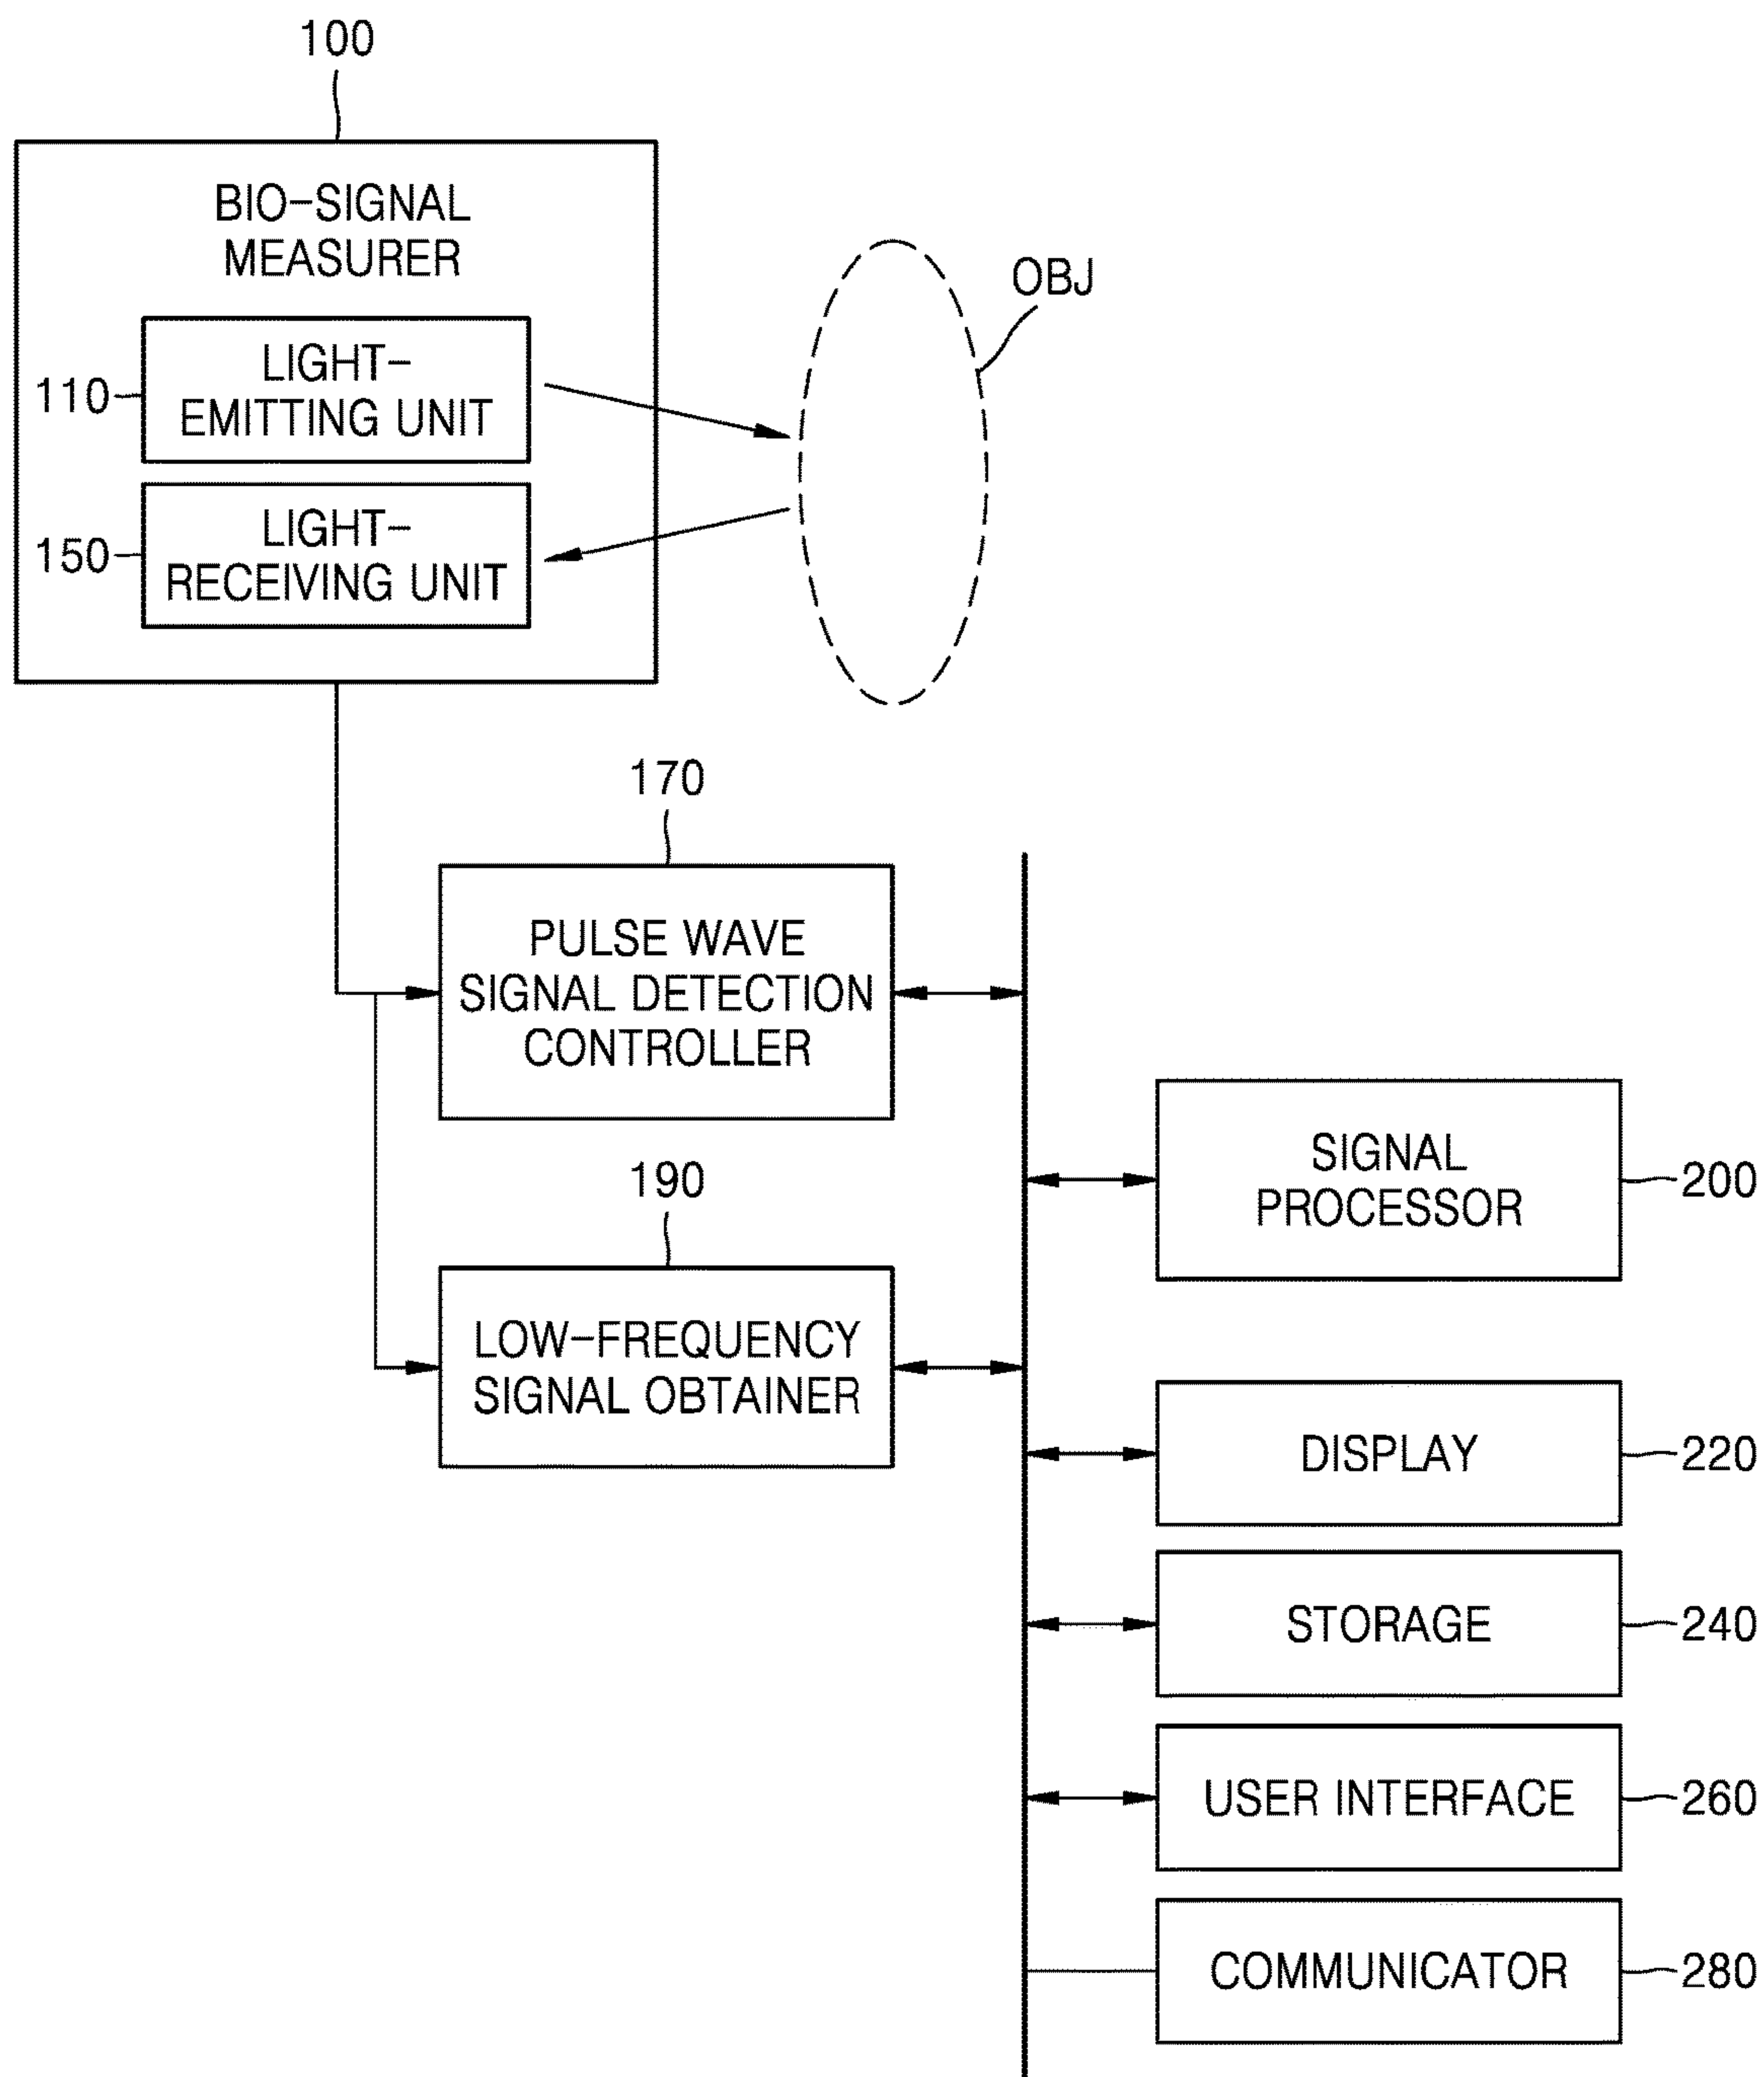 100
BIO-SIGNAL
MEASURER
OBJ
LIGHT-
110
EMITTING UNIT
LIGHT-
150
RECEIVING UNIT
170
PULSE WAVE
SIGNAL DETECTION
CONTROLLER
190
SIGNAL
PROCESSOR
200
LOW-FREQUENCY
SIGNAL OBTAINER
DISPLAY
220
STORAGE
240
USER INTERFACE
260
COMMUNICATOR
280